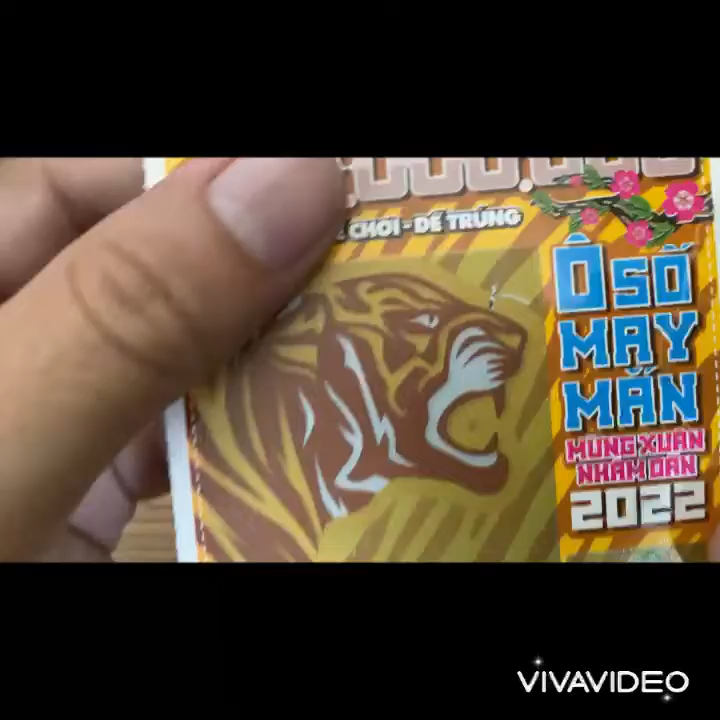 CHƠI - DỄ TRÚNG
Ô SỐ
MAY
MẮN
MỪNG XUÂN
NHÂM DẦN
2022
VIVAVIDEO